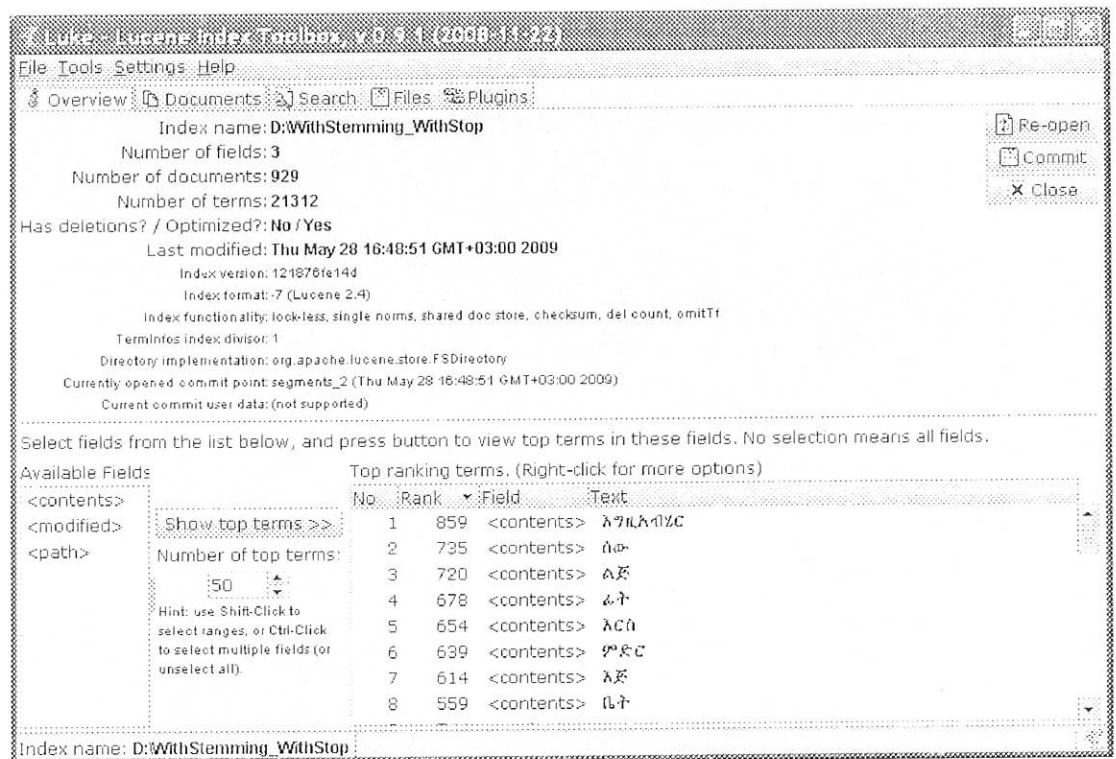 Luke - Lucene Index Toolbox, v 0.9.1 (2008-11-22)
File Tools Settings Help
Overview Documents Search Files Plugins
Index name: D:\WithStemming_WithStop
Re-open
Number of fields: 3
Commit
Number of documents: 929
Close
Number of terms: 21312
Has deletions? / Optimized?: No / Yes
Last modified: Thu May 28 16:48:51 GMT+03:00 2009
Index version: 121876fe14d
Index format: -7 (Lucene 2.4)
Index functionality: lock-less, single norms, shared doc store, checksum, del count, omitTf
TermInfos index divisor: 1
Directory implementation: org.apache.lucene.store.FSDirectory
Currently opened commit point: segments_2 (Thu May 28 16:48:51 GMT+03:00 2009)
Current commit user data: (not supported)
Select fields from the list below, and press button to view top terms in these fields. No selection means all fields.
Available Fields
<contents>
<modified>
<path>
Show top terms >>
Number of top terms:
50
Hint: use Shift-Click to
select ranges, or Ctrl-Click
to select multiple fields (or
unselect all).
Top ranking terms. (Right-click for more options)
No Rank Field Text
1 859 <contents> እግዚአብሄር
2 735 <contents> ሰው
3 720 <contents> ልጅ
4 678 <contents> ፊት
5 654 <contents> እርሰ
6 639 <contents> ምድር
7 614 <contents> እጅ
8 559 <contents> ቤት
Index name: D:\WithStemming_WithStop